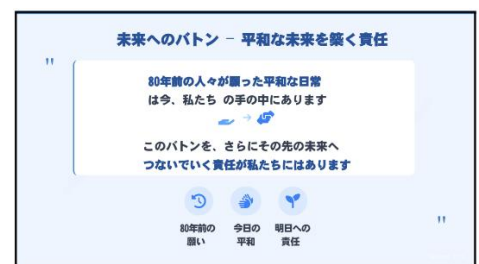 未来へのバトン － 平和な未来を築く責任
"
80年前の人々が願った平和な日常
は今、私たち の手の中にあります
このバトンを、さらにその先の未来へ
つないでいく責任が私たちにはあります
80年前の
願い
今日の
平和
明日への
責任
"